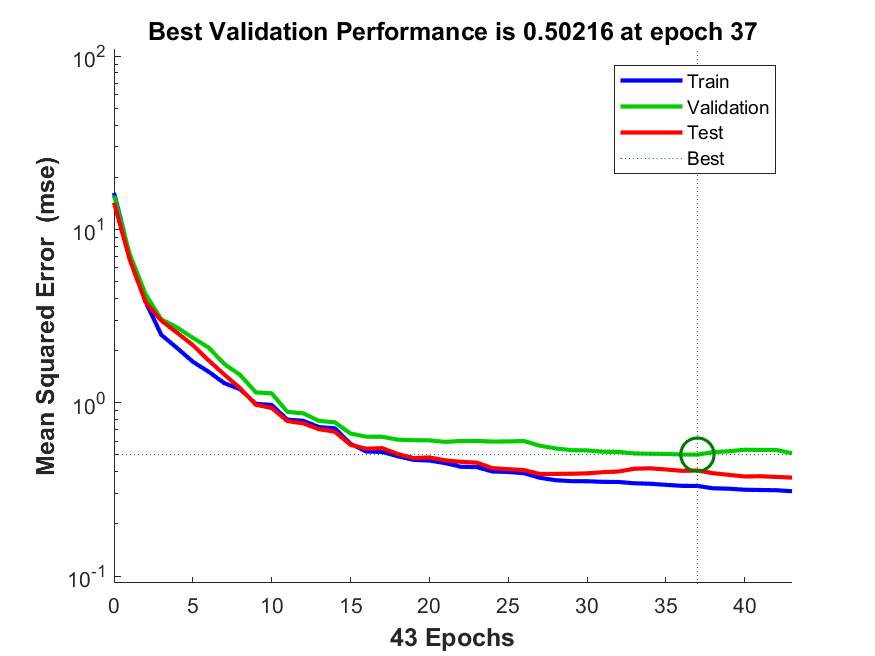 Best Validation Performance is 0.50216 at epoch 37
Mean Squared Error  (mse)
10^2
10^1
10^0
10^-1
Train
Validation
Test
Best
0 5 10 15 20 25 30 35 40
43 Epochs